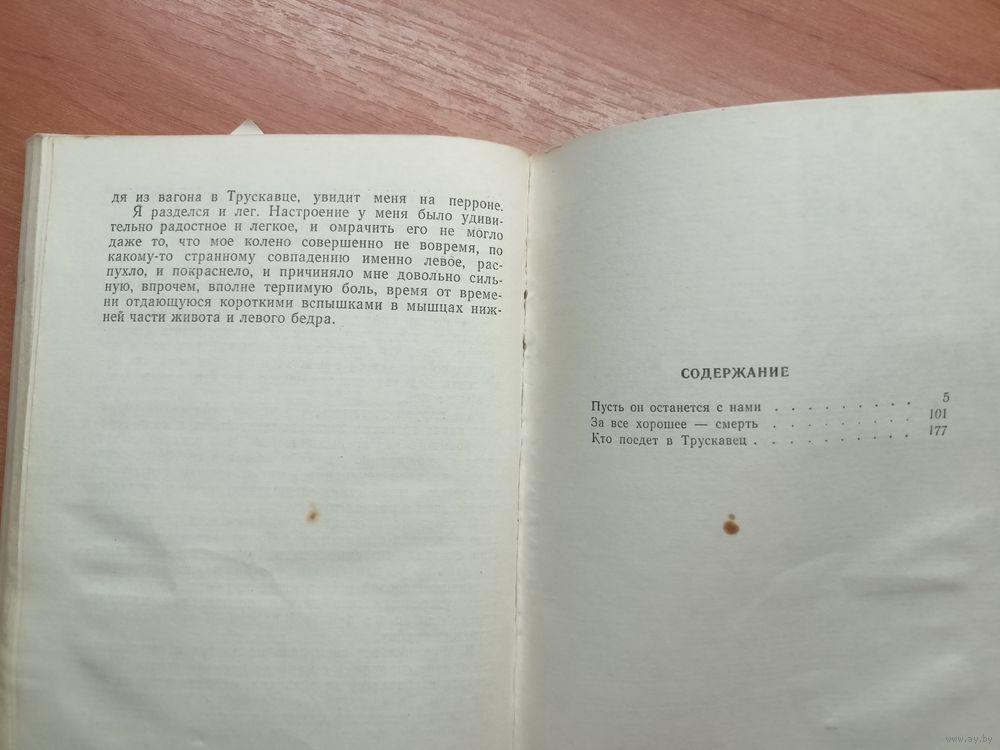 дя из вагона в Трускавце, увидит меня на перроне.
Я разделся и лег. Настроение у меня было удиви-
тельно радостное и легкое, и омрачить его не могло
даже то, что мое колено совершенно не вовремя, по
какому-то странному совпадению именно левое, рас-
пухло, и покраснело, и причиняло мне довольно силь-
ную, впрочем, вполне терпимую боль, время от време-
ни отдающуюся короткими вспышками в мышцах ниж-
ней части живота и левого бедра.
СОДЕРЖАНИЕ
Пусть он останется с нами . . . . . . . . . 5
За все хорошее — смерть . . . . . . . . . 101
Кто поедет в Трускавец . . . . . . . . . . 177
www.ay.by